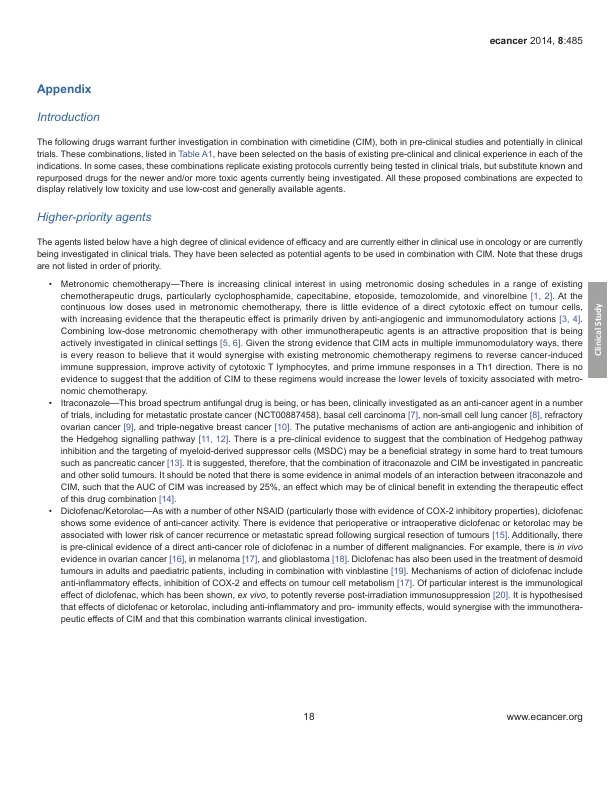 ecancer 2014, 8:485
Appendix
Introduction
The following drugs warrant further investigation in combination with cimetidine (CIM), both in pre-clinical studies and potentially in clinical
trials. These combinations, listed in Table A1, have been selected on the basis of existing pre-clinical and clinical experience in each of the
indications. In some cases, these combinations replicate existing protocols currently being tested in clinical trials, but substitute known and
repurposed drugs for the newer and/or more toxic agents currently being investigated. All these proposed combinations are expected to
display relatively low toxicity and use low-cost and generally available agents.
Higher-priority agents
The agents listed below have a high degree of clinical evidence of efficacy and are currently either in clinical use in oncology or are currently
being investigated in clinical trials. They have been selected as potential agents to be used in combination with CIM. Note that these drugs
are not listed in order of priority.
• Metronomic chemotherapy—There is increasing clinical interest in using metronomic dosing schedules in a range of existing
chemotherapeutic drugs, particularly cyclophosphamide, capecitabine, etoposide, temozolomide, and vinorelbine [1, 2]. At the
continuous low doses used in metronomic chemotherapy, there is little evidence of a direct cytotoxic effect on tumour cells,
with increasing evidence that the therapeutic effect is primarily driven by anti-angiogenic and immunomodulatory actions [3, 4].
Combining low-dose metronomic chemotherapy with other immunotherapeutic agents is an attractive proposition that is being
actively investigated in clinical settings [5, 6]. Given the strong evidence that CIM acts in multiple immunomodulatory ways, there
is every reason to believe that it would synergise with existing metronomic chemotherapy regimens to reverse cancer-induced
immune suppression, improve activity of cytotoxic T lymphocytes, and prime immune responses in a Th1 direction. There is no
evidence to suggest that the addition of CIM to these regimens would increase the lower levels of toxicity associated with metro-
nomic chemotherapy.
• Itraconazole—This broad spectrum antifungal drug is being, or has been, clinically investigated as an anti-cancer agent in a number
of trials, including for metastatic prostate cancer (NCT00887458), basal cell carcinoma [7], non-small cell lung cancer [8], refractory
ovarian cancer [9], and triple-negative breast cancer [10]. The putative mechanisms of action are anti-angiogenic and inhibition of
the Hedgehog signalling pathway [11, 12]. There is a pre-clinical evidence to suggest that the combination of Hedgehog pathway
inhibition and the targeting of myeloid-derived suppressor cells (MSDC) may be a beneficial strategy in some hard to treat tumours
such as pancreatic cancer [13]. It is suggested, therefore, that the combination of itraconazole and CIM be investigated in pancreatic
and other solid tumours. It should be noted that there is some evidence in animal models of an interaction between itraconazole and
CIM, such that the AUC of CIM was increased by 25%, an effect which may be of clinical benefit in extending the therapeutic effect
of this drug combination [14].
• Diclofenac/Ketorolac—As with a number of other NSAID (particularly those with evidence of COX-2 inhibitory properties), diclofenac
shows some evidence of anti-cancer activity. There is evidence that perioperative or intraoperative diclofenac or ketorolac may be
associated with lower risk of cancer recurrence or metastatic spread following surgical resection of tumours [15]. Additionally, there
is pre-clinical evidence of a direct anti-cancer role of diclofenac in a number of different malignancies. For example, there is in vivo
evidence in ovarian cancer [16], in melanoma [17], and glioblastoma [18]. Diclofenac has also been used in the treatment of desmoid
tumours in adults and paediatric patients, including in combination with vinblastine [19]. Mechanisms of action of diclofenac include
anti-inflammatory effects, inhibition of COX-2 and effects on tumour cell metabolism [17]. Of particular interest is the immunological
effect of diclofenac, which has been shown, ex vivo, to potently reverse post-irradiation immunosuppression [20]. It is hypothesised
that effects of diclofenac or ketorolac, including anti-inflammatory and pro- immunity effects, would synergise with the immunothera-
peutic effects of CIM and that this combination warrants clinical investigation.
Clinical Study
18
www.ecancer.org